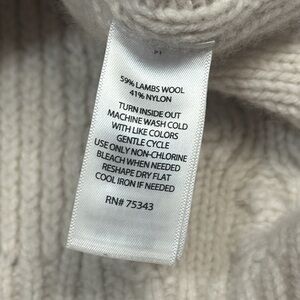 59% LAMBS WOOL
41% NYLON
TURN INSIDE OUT
MACHINE WASH COLD
WITH LIKE COLORS
GENTLE CYCLE
USE ONLY NON-CHLORINE
BLEACH WHEN NEEDED
RESHAPE DRY FLAT
COOL IRON IF NEEDED
RN# 75343